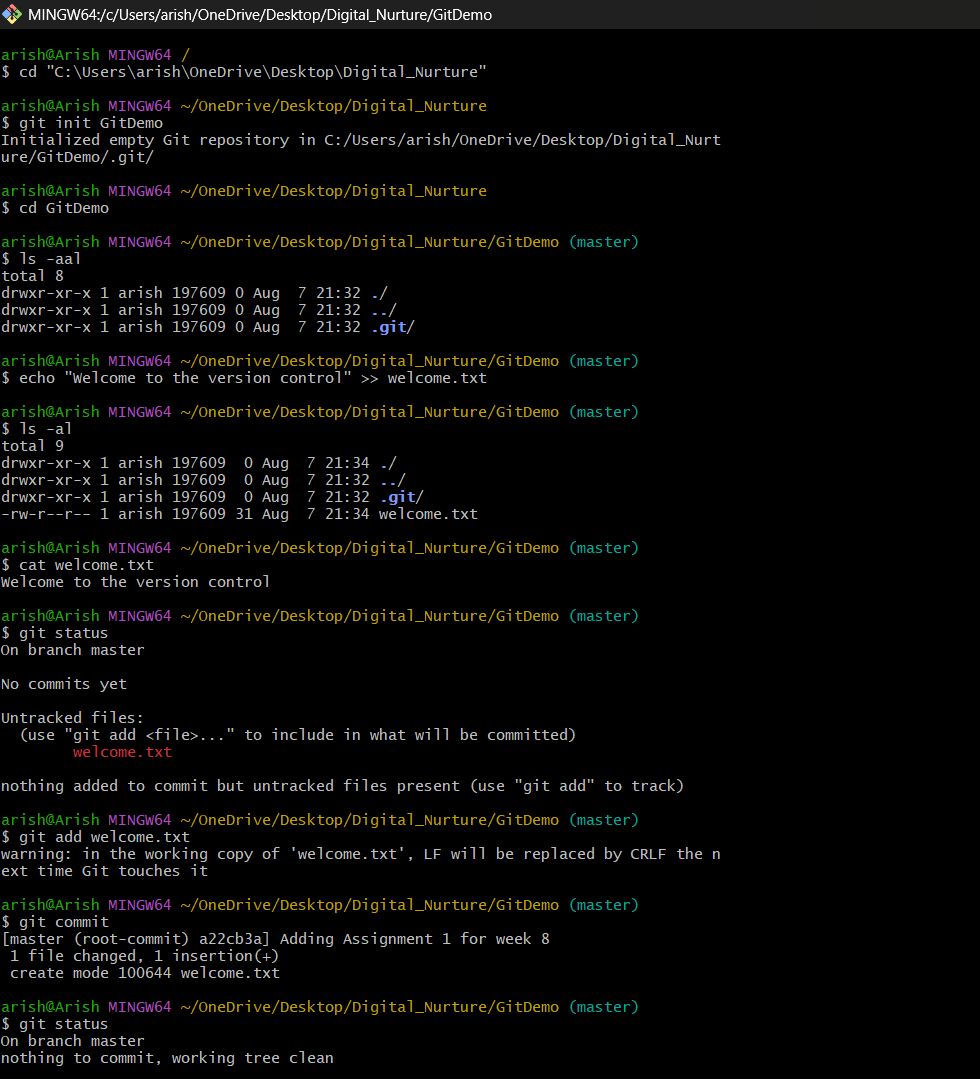 MINGW64:/c/Users/arish/OneDrive/Desktop/Digital_Nurture/GitDemo
arish@Arish MINGW64 /
$ cd "C:\Users\arish\OneDrive\Desktop\Digital_Nurture"
arish@Arish MINGW64 ~/OneDrive/Desktop/Digital_Nurture
$ git init GitDemo
Initialized empty Git repository in C:/Users/arish/OneDrive/Desktop/Digital_Nurt
ure/GitDemo/.git/
arish@Arish MINGW64 ~/OneDrive/Desktop/Digital_Nurture
$ cd GitDemo
arish@Arish MINGW64 ~/OneDrive/Desktop/Digital_Nurture/GitDemo (master)
$ ls -aal
total 8
drwxr-xr-x 1 arish 197609 0 Aug  7 21:32 ./
drwxr-xr-x 1 arish 197609 0 Aug  7 21:32 ../
drwxr-xr-x 1 arish 197609 0 Aug  7 21:32 .git/
arish@Arish MINGW64 ~/OneDrive/Desktop/Digital_Nurture/GitDemo (master)
$ echo "Welcome to the version control" >> welcome.txt
arish@Arish MINGW64 ~/OneDrive/Desktop/Digital_Nurture/GitDemo (master)
$ ls -al
total 9
drwxr-xr-x 1 arish 197609  0 Aug  7 21:34 ./
drwxr-xr-x 1 arish 197609  0 Aug  7 21:32 ../
drwxr-xr-x 1 arish 197609  0 Aug  7 21:32 .git/
-rw-r--r-- 1 arish 197609 31 Aug  7 21:34 welcome.txt
arish@Arish MINGW64 ~/OneDrive/Desktop/Digital_Nurture/GitDemo (master)
$ cat welcome.txt
Welcome to the version control
arish@Arish MINGW64 ~/OneDrive/Desktop/Digital_Nurture/GitDemo (master)
$ git status
On branch master
No commits yet
Untracked files:
  (use "git add <file>..." to include in what will be committed)
        welcome.txt
nothing added to commit but untracked files present (use "git add" to track)
arish@Arish MINGW64 ~/OneDrive/Desktop/Digital_Nurture/GitDemo (master)
$ git add welcome.txt
warning: in the working copy of 'welcome.txt', LF will be replaced by CRLF the n
ext time Git touches it
arish@Arish MINGW64 ~/OneDrive/Desktop/Digital_Nurture/GitDemo (master)
$ git commit
[master (root-commit) a22cb3a] Adding Assignment 1 for week 8
 1 file changed, 1 insertion(+)
 create mode 100644 welcome.txt
arish@Arish MINGW64 ~/OneDrive/Desktop/Digital_Nurture/GitDemo (master)
$ git status
On branch master
nothing to commit, working tree clean